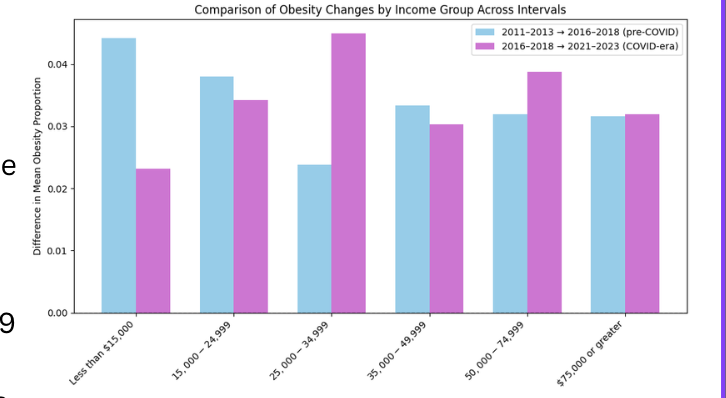 Comparison of Obesity Changes by Income Group Across Intervals
2011–2013 → 2016–2018 (pre-COVID)
2016–2018 → 2021–2023 (COVID-era)
Difference in Mean Obesity Proportion
0.04
0.03
0.02
0.01
0.00
Less than $15,000
15,000 − 24,999
25,000 − 34,999
35,000 − 49,999
50,000 − 74,999
$75,000 or greater
e
9